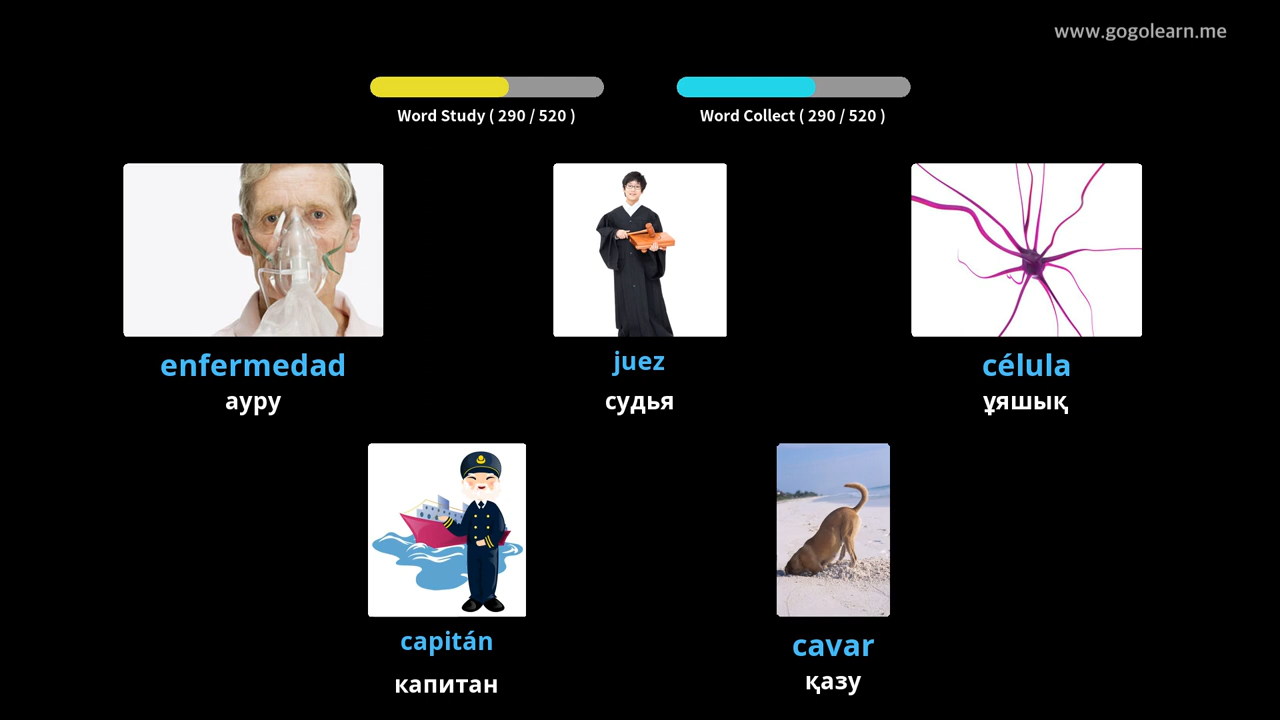 www.gogolearn.me
Word Study ( 290 / 520 )
Word Collect ( 290 / 520 )
enfermedad
ауру
juez
судья
célula
ұяшық
capitán
капитан
cavar
қазу